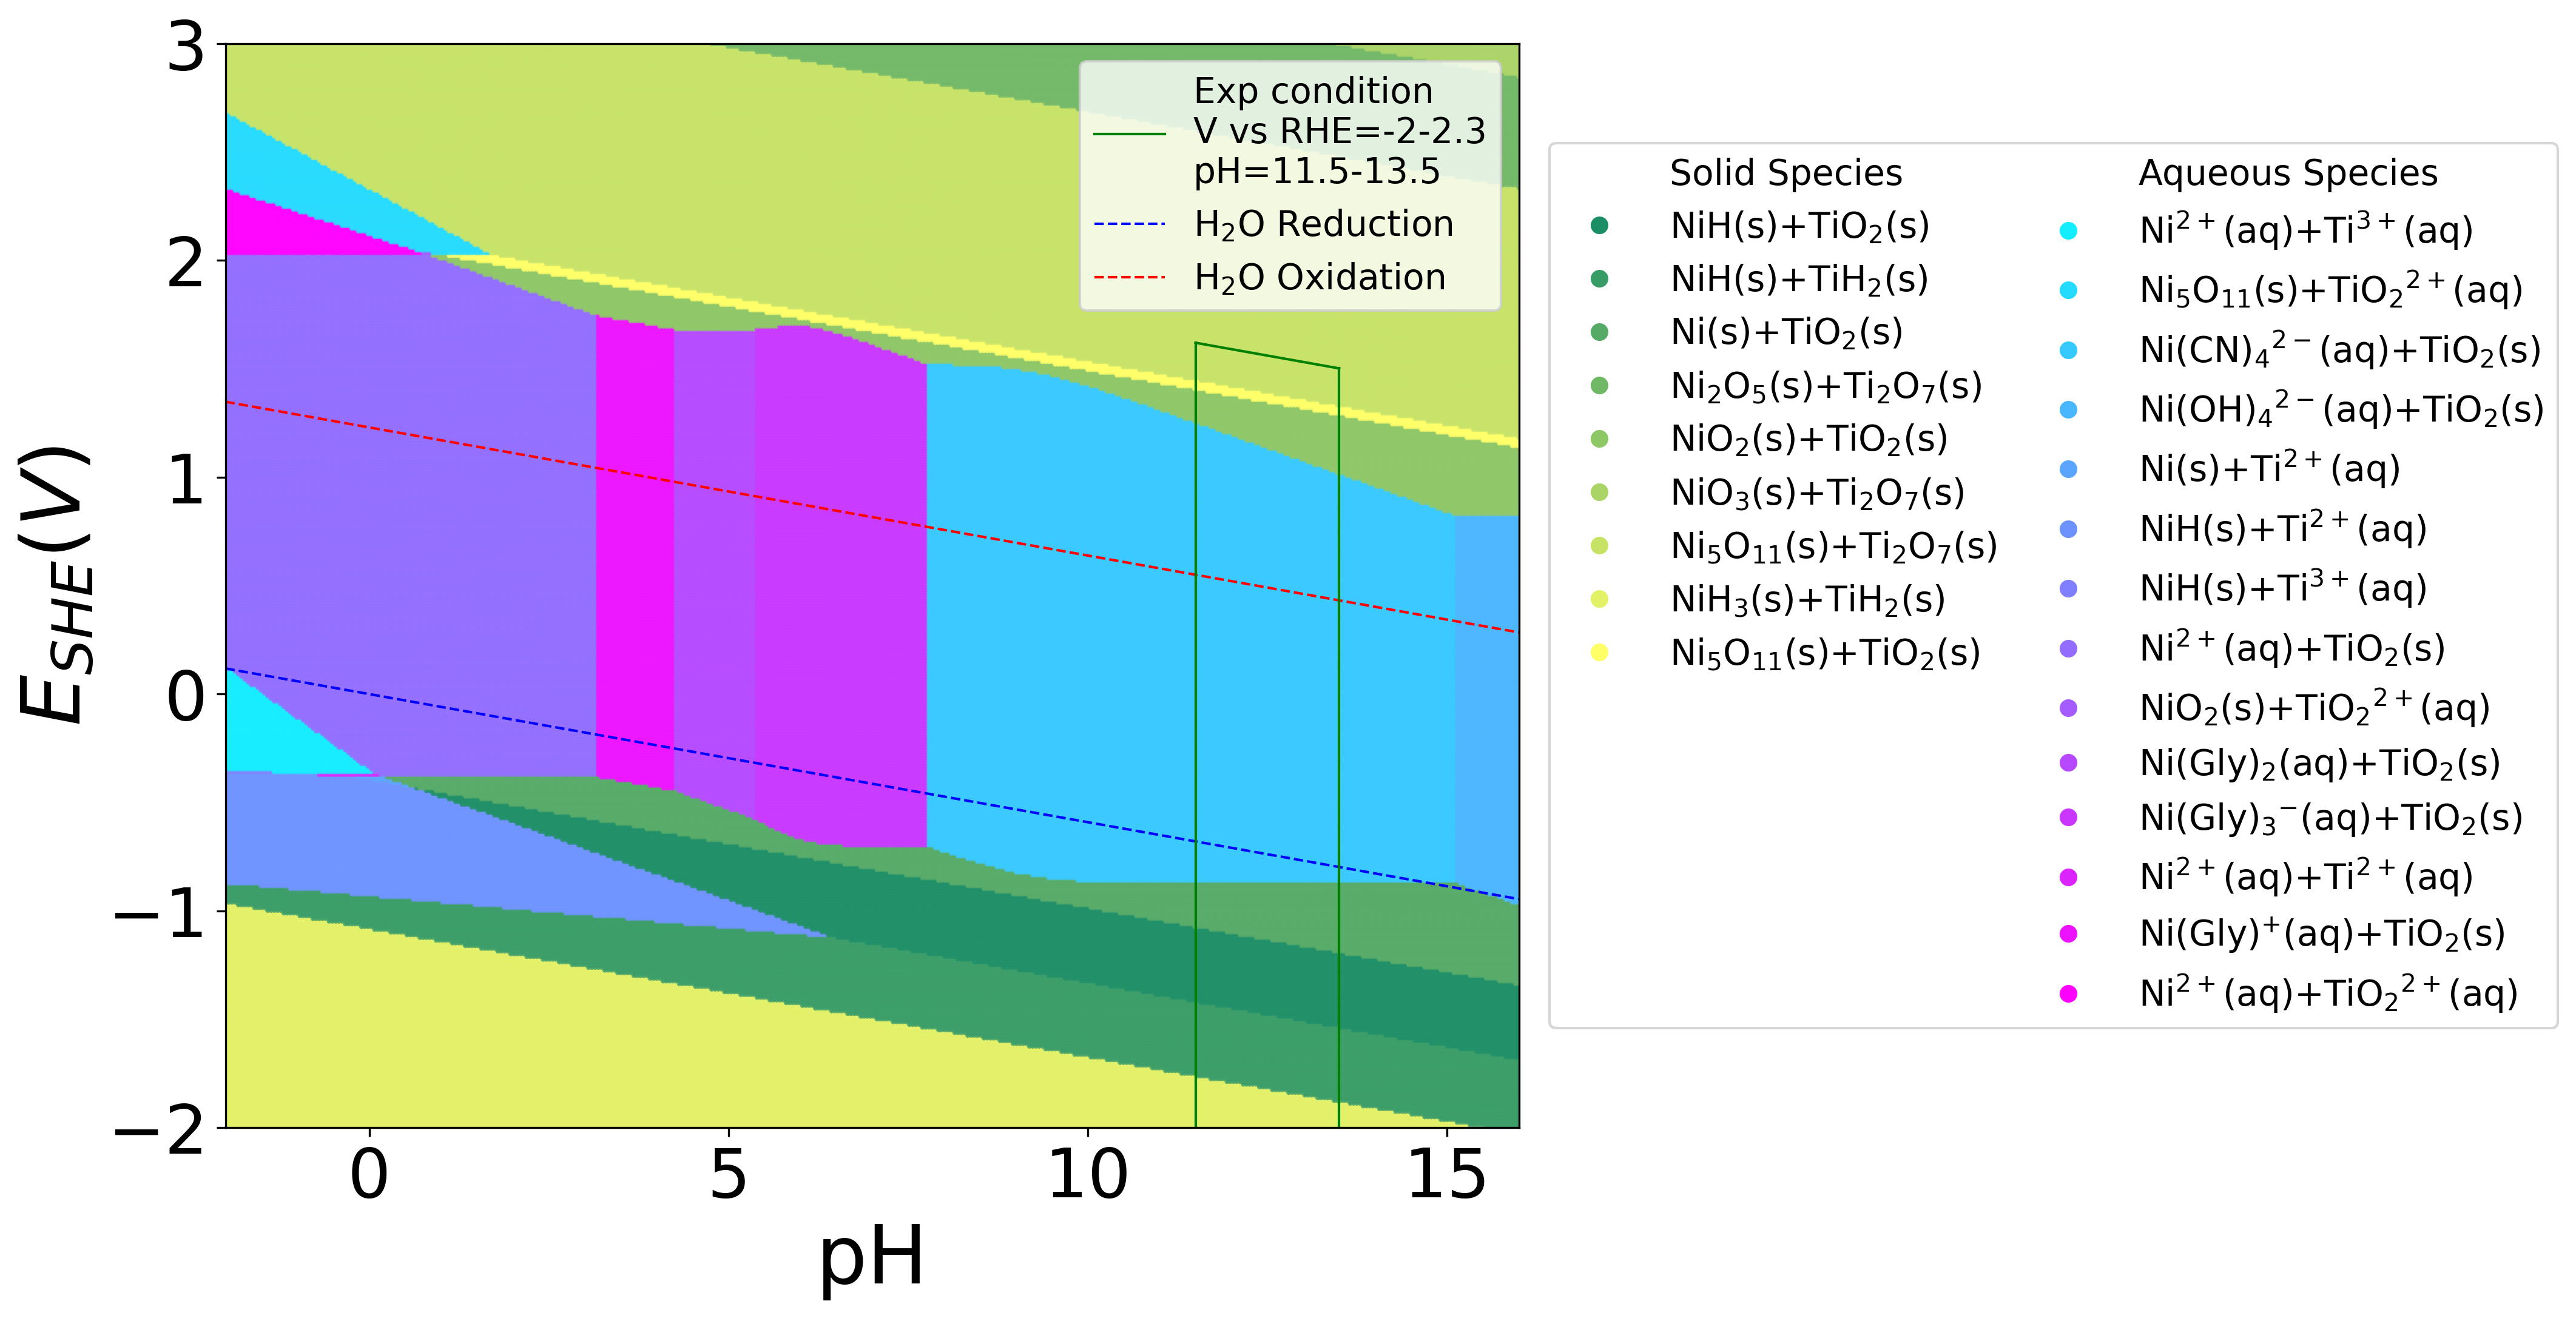 3
2
1
0
−1
−2
E_SHE(V)
0 5 10 15
pH
Exp condition
V vs RHE=-2-2.3
pH=11.5-13.5
H₂O Reduction
H₂O Oxidation
Solid Species
NiH(s)+TiO₂(s)
NiH(s)+TiH₂(s)
Ni(s)+TiO₂(s)
Ni₂O₅(s)+Ti₂O₇(s)
NiO₂(s)+TiO₂(s)
NiO₃(s)+Ti₂O₇(s)
Ni₅O₁₁(s)+Ti₂O₇(s)
NiH₃(s)+TiH₂(s)
Ni₅O₁₁(s)+TiO₂(s)
Aqueous Species
Ni²⁺(aq)+Ti³⁺(aq)
Ni₅O₁₁(s)+TiO₂²⁺(aq)
Ni(CN)₄²⁻(aq)+TiO₂(s)
Ni(OH)₄²⁻(aq)+TiO₂(s)
Ni(s)+Ti²⁺(aq)
NiH(s)+Ti²⁺(aq)
NiH(s)+Ti³⁺(aq)
Ni²⁺(aq)+TiO₂(s)
NiO₂(s)+TiO₂²⁺(aq)
Ni(Gly)₂(aq)+TiO₂(s)
Ni(Gly)₃⁻(aq)+TiO₂(s)
Ni²⁺(aq)+Ti²⁺(aq)
Ni(Gly)⁺(aq)+TiO₂(s)
Ni²⁺(aq)+TiO₂²⁺(aq)